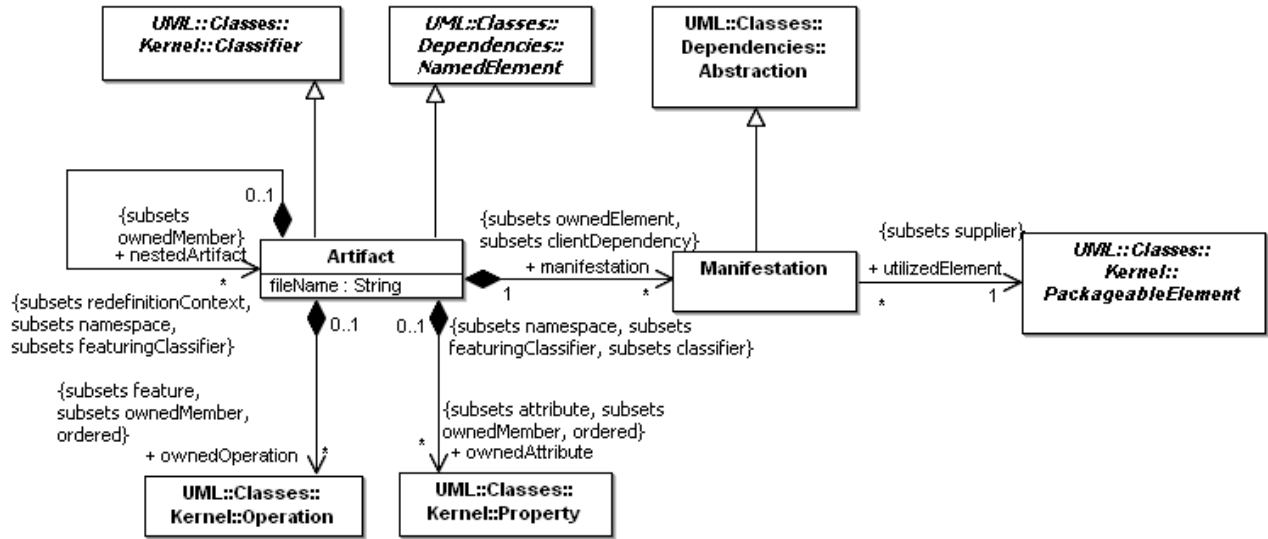 UML::Classes::
Kernel::Classifier
UML::Classes::
Dependencies::
NamedElement
UML::Classes::
Dependencies::
Abstraction
0..1
{subsets
ownedMember}
+ nestedArtifact
*
Artifact
fileName : String
{subsets ownedElement,
subsets clientDependency}
+ manifestation
1
*
Manifestation
{subsets supplier}
+ utilizedElement
*
1
UML::Classes::
Kernel::
PackageableElement
{subsets redefinitionContext,
subsets namespace,
subsets featuringClassifier}
0..1
0..1
{subsets namespace, subsets
featuringClassifier, subsets classifier}
{subsets feature,
subsets ownedMember,
ordered}
+ ownedOperation
*
{subsets attribute, subsets
ownedMember, ordered}
*
+ ownedAttribute
UML::Classes::
Kernel::Operation
UML::Classes::
Kernel::Property